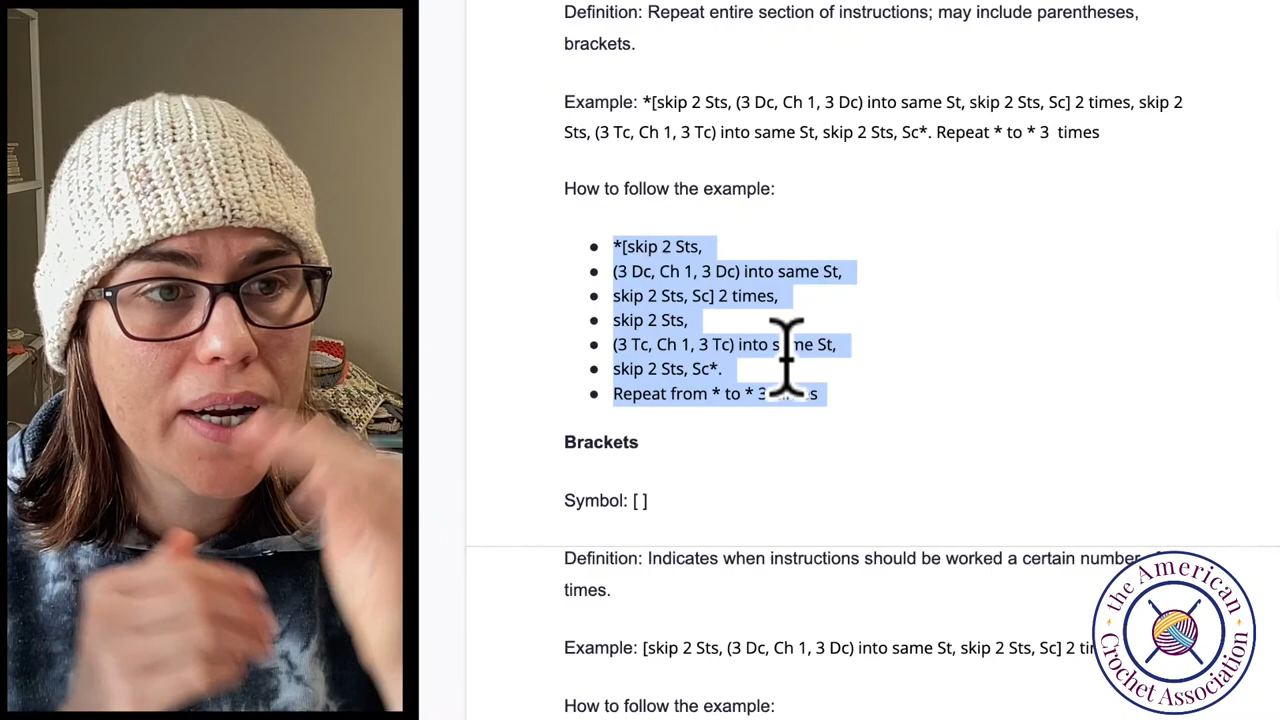 Definition: Repeat entire section of instructions; may include parentheses,
brackets.
Example: *[skip 2 Sts, (3 Dc, Ch 1, 3 Dc) into same St, skip 2 Sts, Sc] 2 times, skip 2
Sts, (3 Tc, Ch 1, 3 Tc) into same St, skip 2 Sts, Sc*. Repeat * to * 3 times
How to follow the example:
*[skip 2 Sts,
(3 Dc, Ch 1, 3 Dc) into same St,
skip 2 Sts, Sc] 2 times,
skip 2 Sts,
(3 Tc, Ch 1, 3 Tc) into same St,
skip 2 Sts, Sc*.
Repeat from * to * 3
Brackets
Symbol: [ ]
Definition: Indicates when instructions should be worked a certain number
times.
Example: [skip 2 Sts, (3 Dc, Ch 1, 3 Dc) into same St, skip 2 Sts, Sc] 2
How to follow the example:
the American
Crochet Association